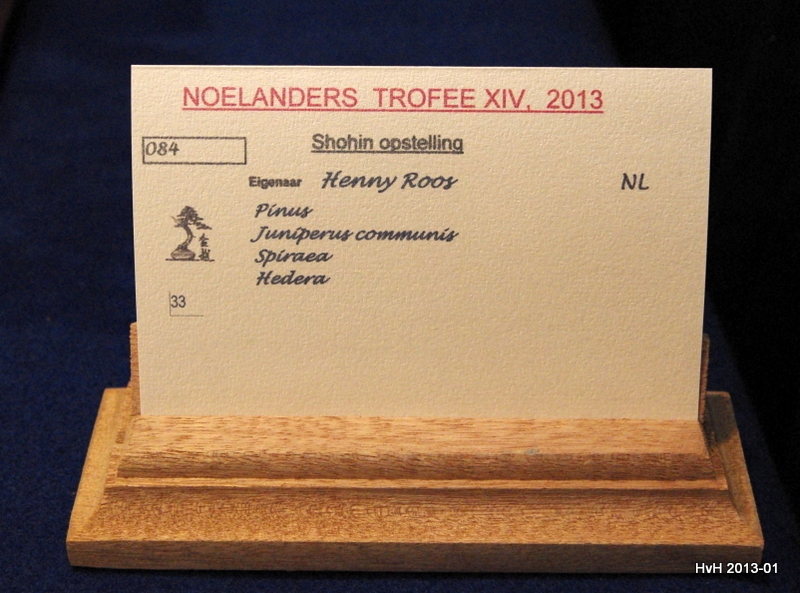 NOELANDERS TROFEE XIV, 2013
084
Shohin opstelling
Eigenaar Henny Roos NL
Pinus
Juniperus communis
Spiraea
Hedera
33
HvH 2013-01